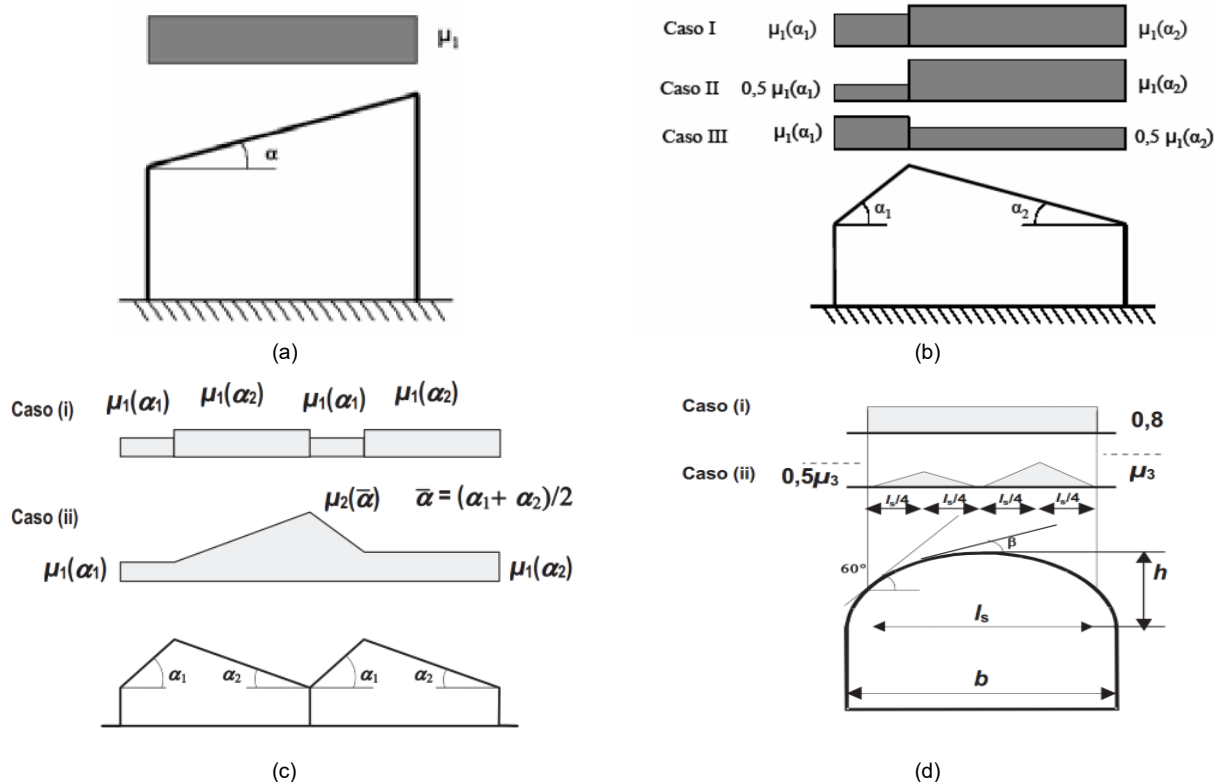 μ₁
α
(a)
Caso I μ₁(α₁) μ₁(α₂)
Caso II 0,5 μ₁(α₁) μ₁(α₂)
Caso III μ₁(α₁) 0,5 μ₁(α₂)
α₁ α₂
(b)
Caso (i) μ₁(α₁) μ₁(α₂) μ₁(α₁) μ₁(α₂)
Caso (ii) μ₂(ᾱ) ᾱ = (α₁+ α₂)/2
μ₁(α₁) μ₁(α₂)
α₁ α₂ α₁ α₂
(c)
Caso (i) 0,8
Caso (ii) 0,5μ₃ μ₃
lₛ/4 lₛ/4 lₛ/4 lₛ/4
β
60°
h
lₛ
b
(d)